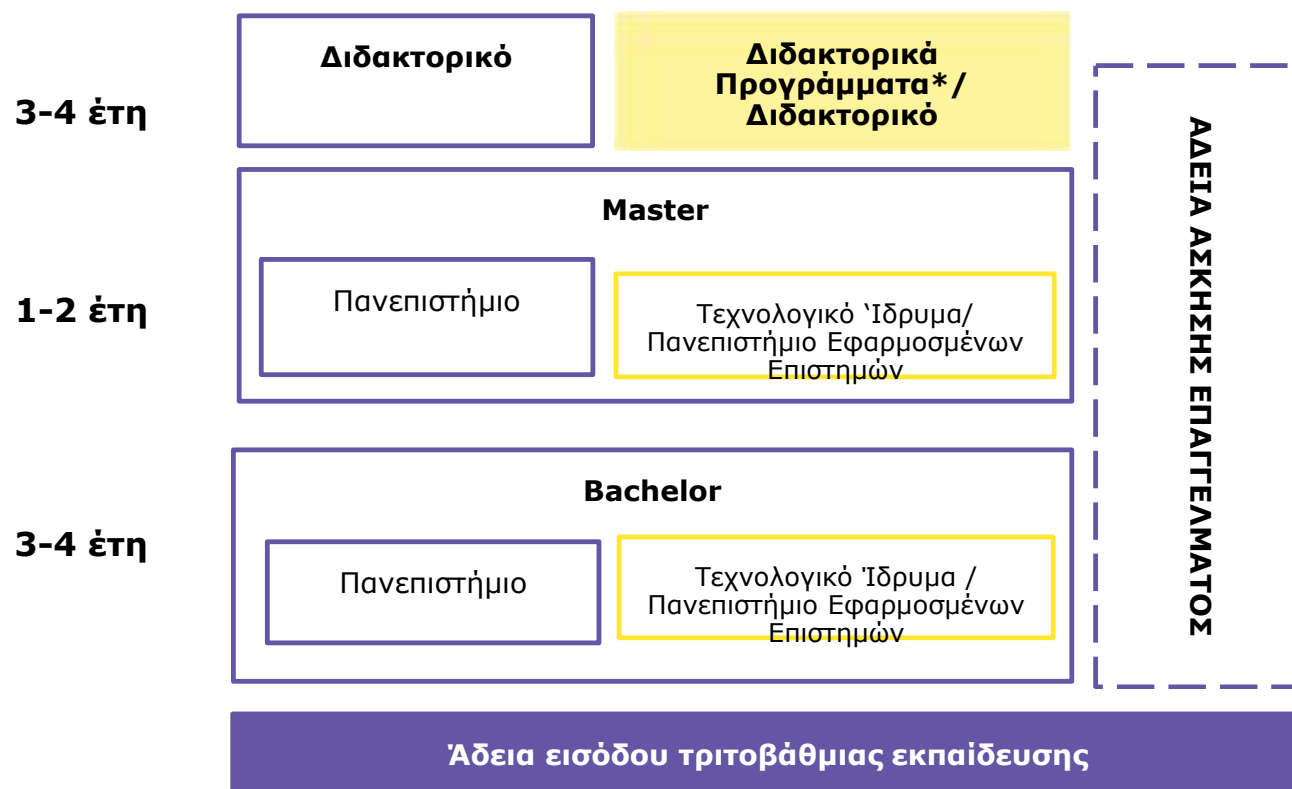 Διδακτορικό
Διδακτορικά
Προγράμματα*/
Διδακτορικό
3-4 έτη
Master
1-2 έτη
Πανεπιστήμιο
Τεχνολογικό ‘Ιδρυμα/
Πανεπιστήμιο Εφαρμοσμένων
Επιστημών
Bachelor
3-4 έτη
Πανεπιστήμιο
Τεχνολογικό Ίδρυμα /
Πανεπιστήμιο Εφαρμοσμένων
Επιστημών
ΑΔΕΙΑ ΑΣΚΗΣΗΣ ΕΠΑΓΓΕΛΜΑΤΟΣ
Άδεια εισόδου τριτοβάθμιας εκπαίδευσης